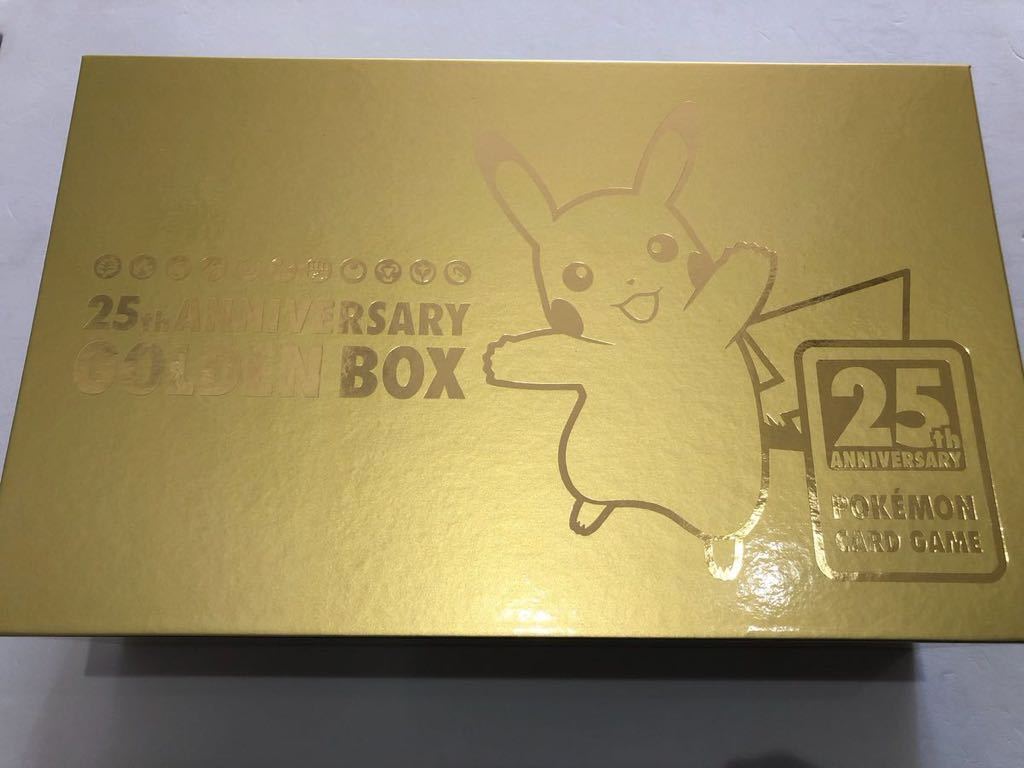 25th ANNIVERSARY
GOLDEN BOX
25th
ANNIVERSARY
POKÉMON
CARD GAME